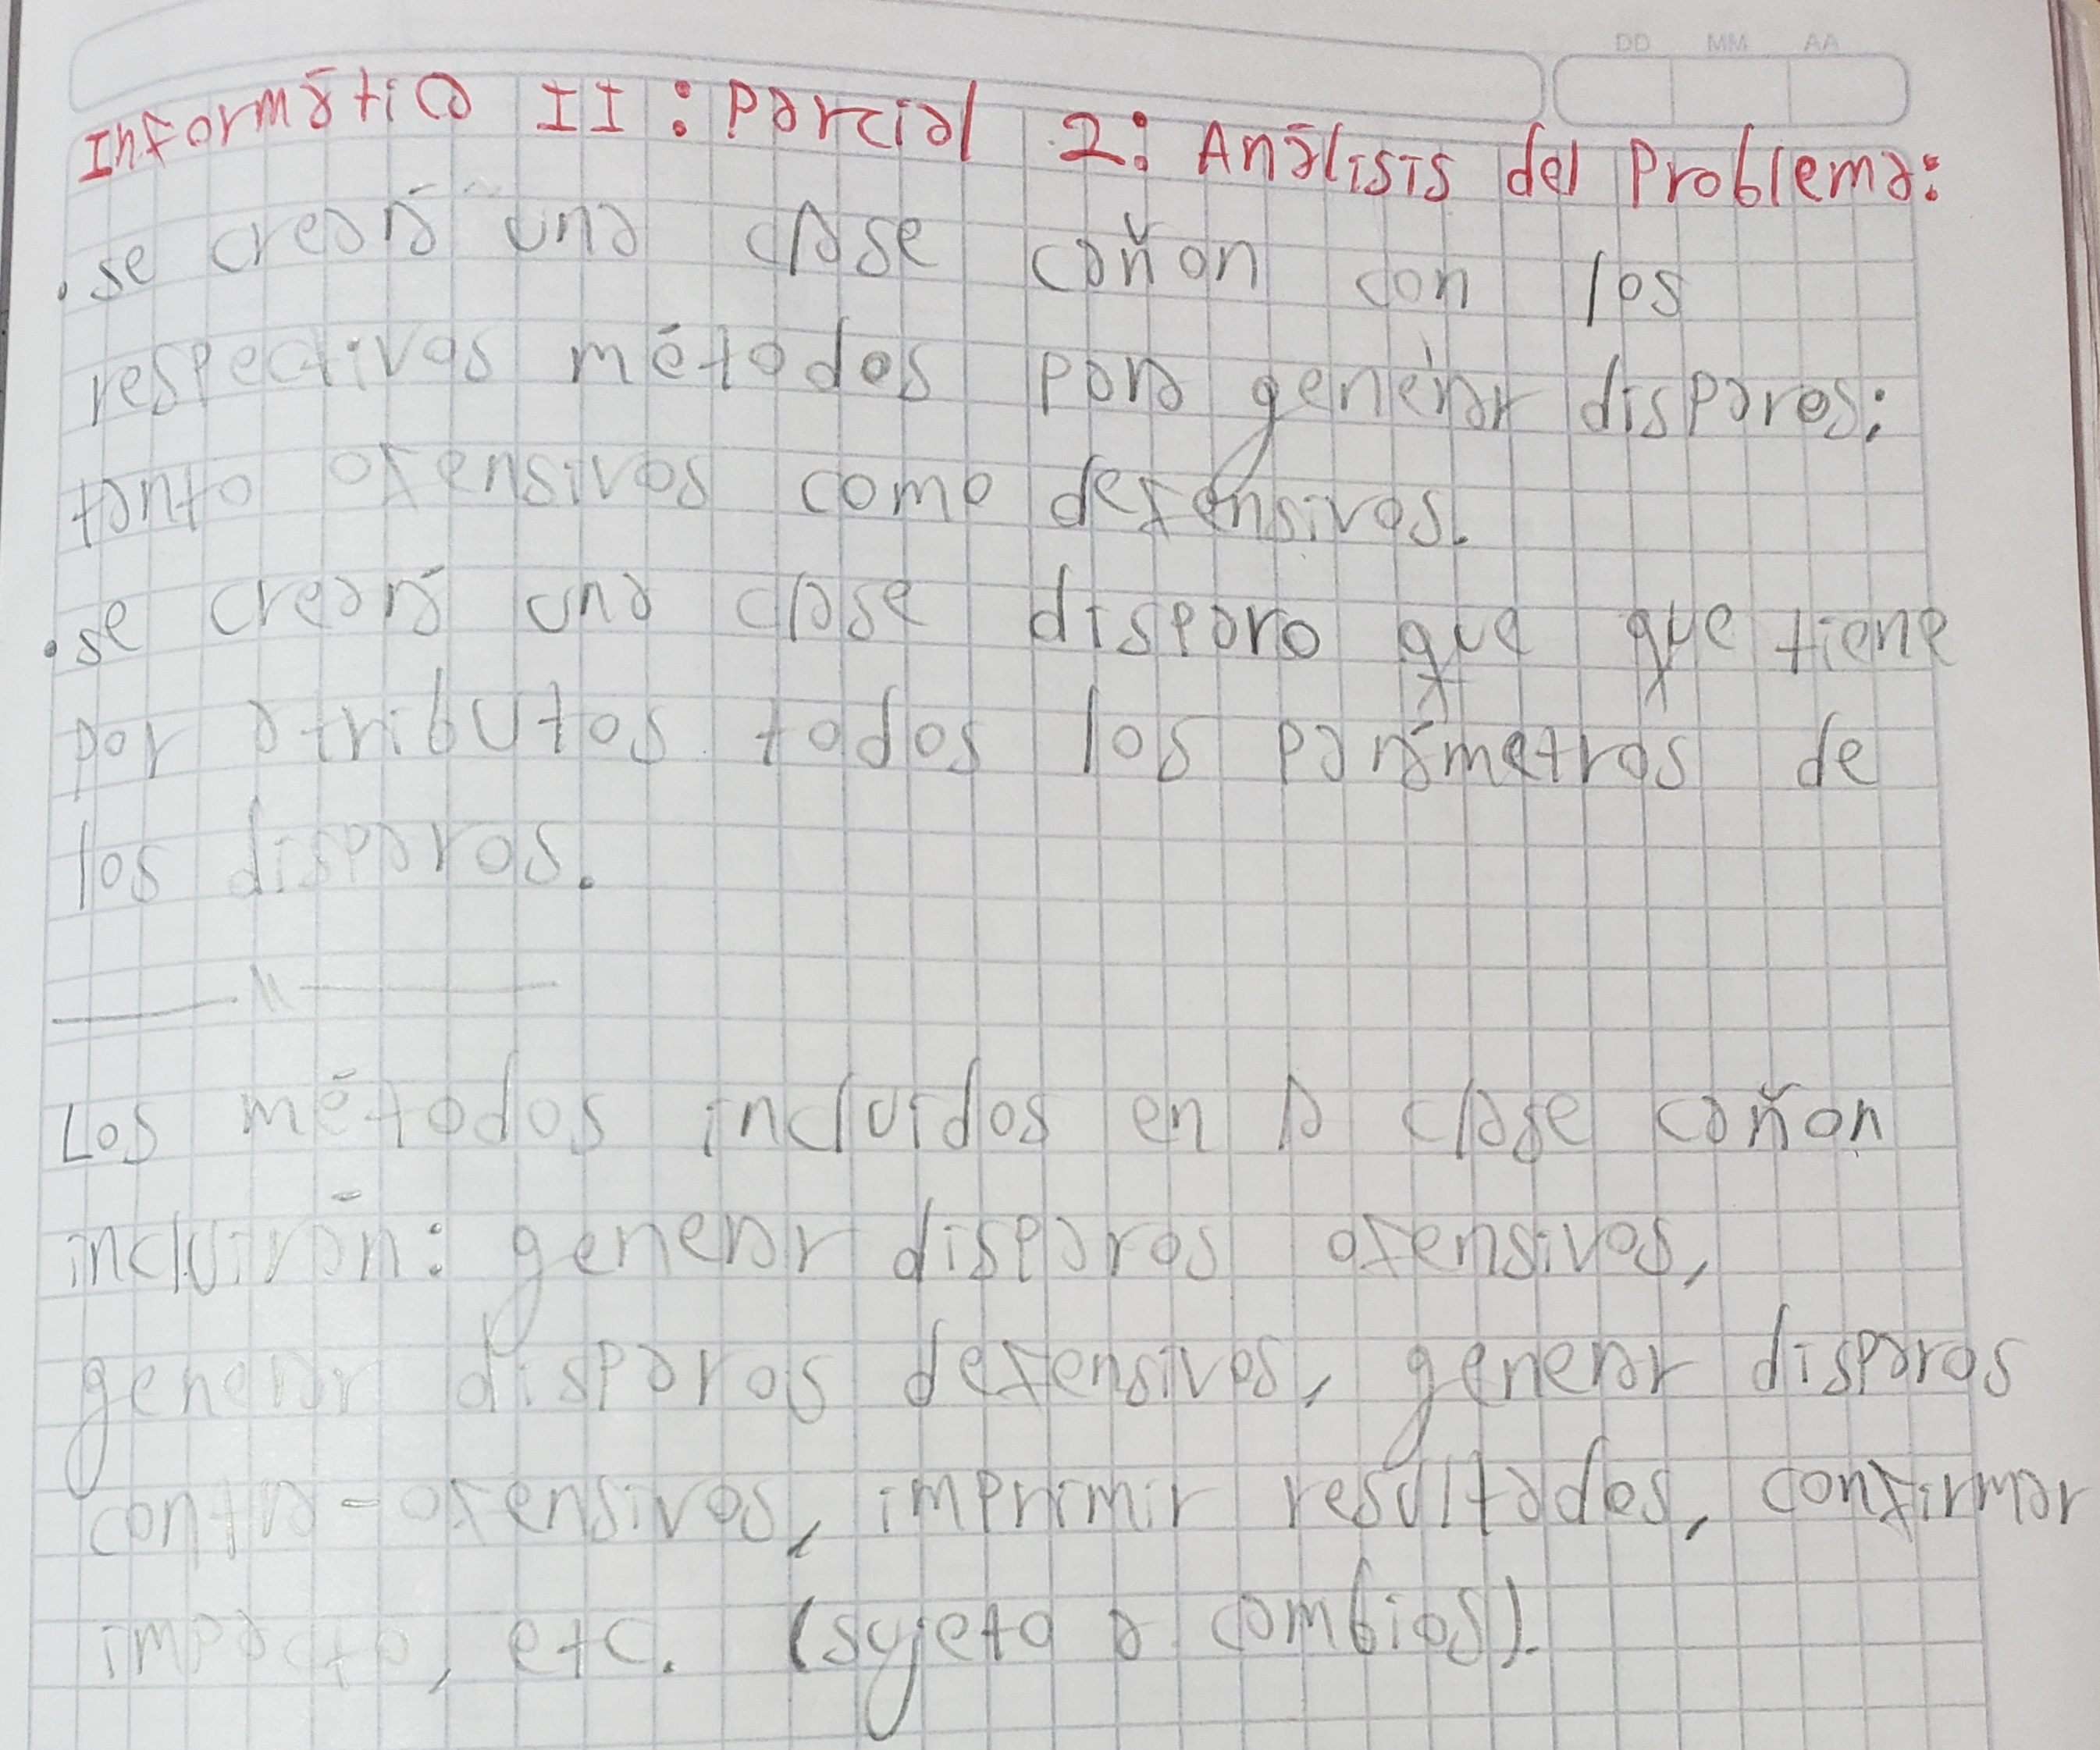 DD MM AA
Informática II: Parcial 2: Análisis del Problema:
• se creará una clase cañon con los
respectivos métodos para generar disparos;
tanto ofensivos como defensivos.
• se creará una clase disparo que que tiene
por atributos todos los parámetros de
los disparos.
Los métodos incluidos en la clase cañon
incluirán: generar disparos ofensivos,
generar disparos defensivos, generar disparos
contra-ofensivos, imprimir resultados, confirmar
impacto, etc. (sujeto a cambios).